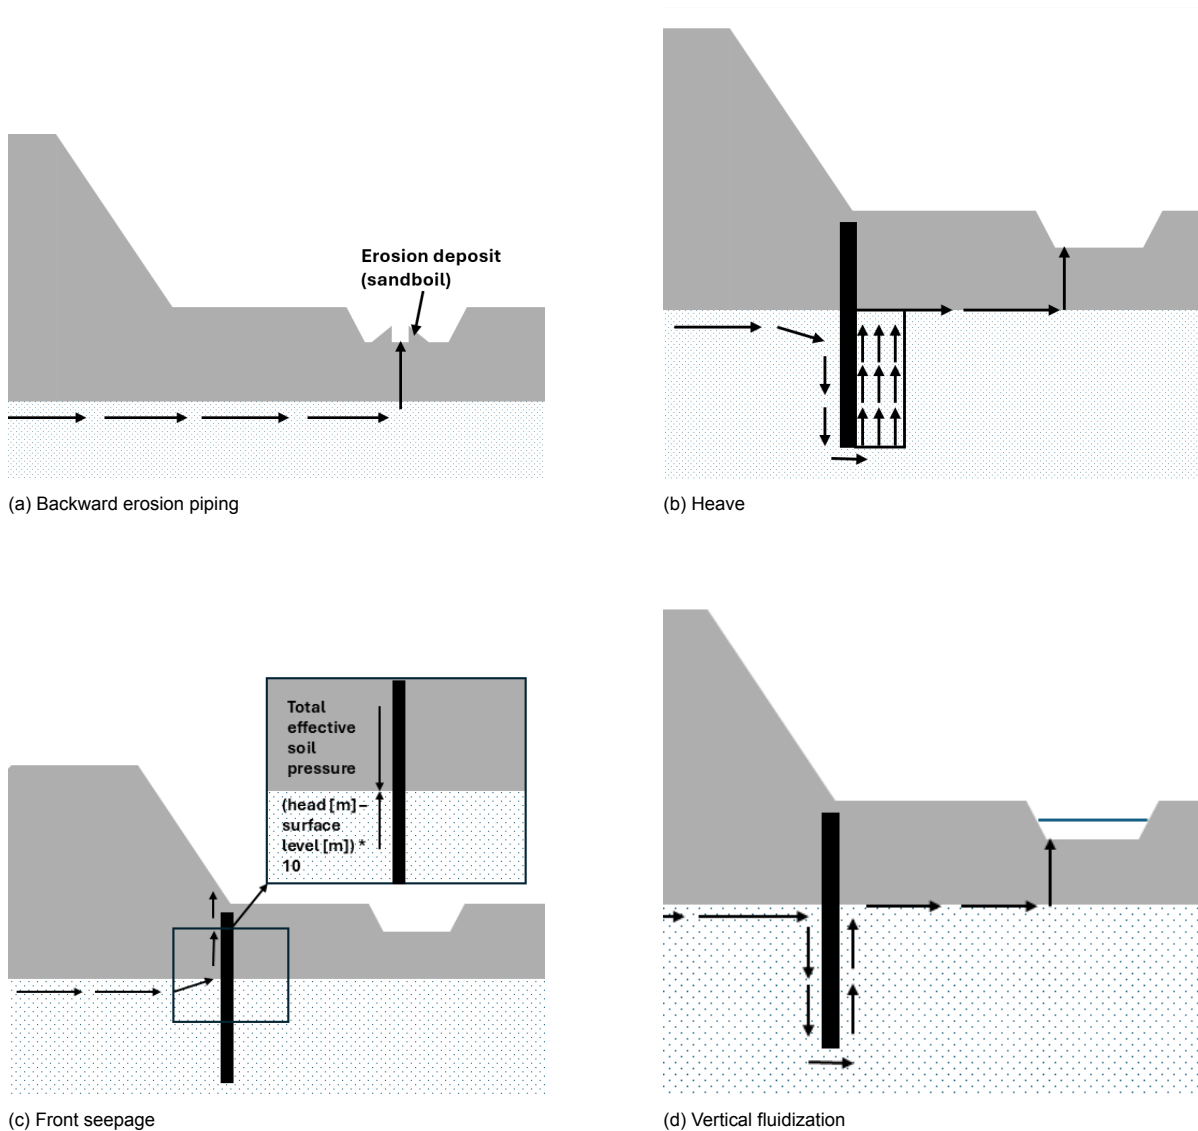 Erosion deposit
(sandboil)
(a) Backward erosion piping
(b) Heave
Total
effective
soil
pressure
(head [m] –
surface
level [m]) *
10
(c) Front seepage
(d) Vertical fluidization